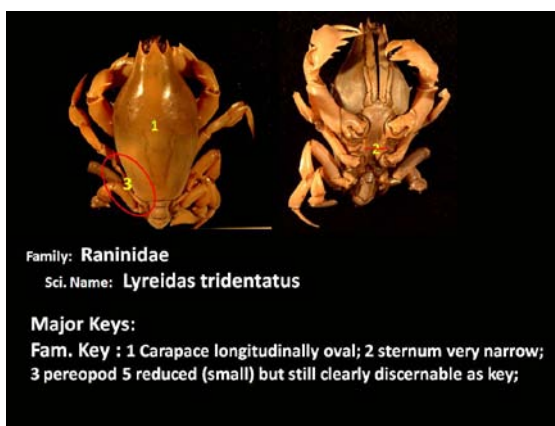 1
3
2
Family: Raninidae
Sci. Name: Lyreidas tridentatus
Major Keys:
Fam. Key : 1 Carapace longitudinally oval; 2 sternum very narrow;
3 pereopod 5 reduced (small) but still clearly discernable as key;